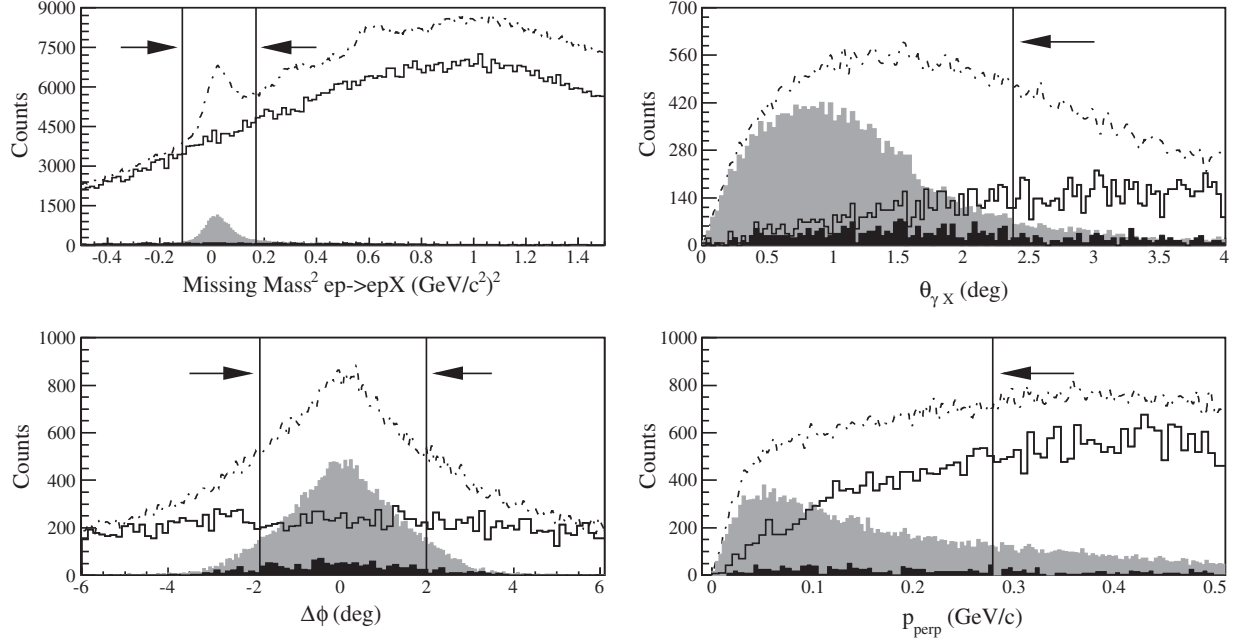 9000
7500
6000
4500
3000
1500
0
Counts
-0.4 -0.2 0 0.2 0.4 0.6 0.8 1 1.2 1.4
Missing Mass² ep->epX (GeV/c²)²
700
560
420
280
140
0
Counts
0 0.5 1 1.5 2 2.5 3 3.5 4
θγ X (deg)
1000
800
600
400
200
0
Counts
-6 -4 -2 0 2 4 6
Δϕ (deg)
1000
800
600
400
200
0
Counts
0 0.1 0.2 0.3 0.4 0.5
pperp (GeV/c)